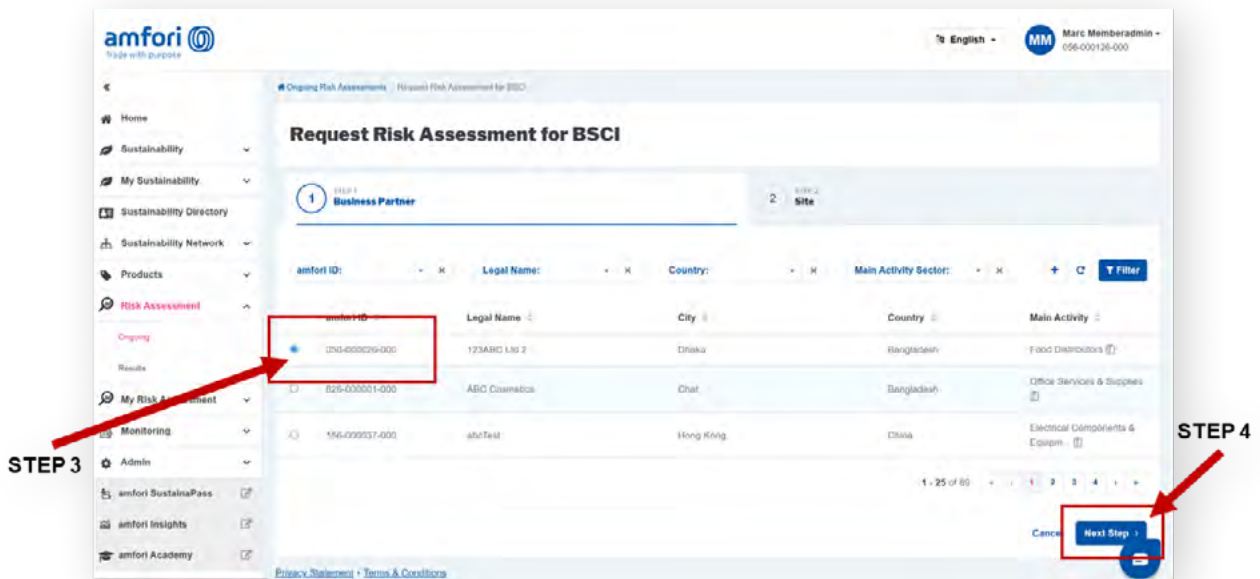 amfori
Trade with purpose
English
MM
Marc Memberadmin
056-000126-000
Ongoing Risk Assessments / Request Risk Assessment for BSCI
Home
Sustainability
My Sustainability
Sustainability Directory
Sustainability Network
Products
Risk Assessment
Ongoing
Results
My Risk Assessment
Monitoring
Admin
amfori SustainaPass
amfori Insights
amfori Academy
Request Risk Assessment for BSCI
1 STEP 1
Business Partner
2 STEP 2
Site
amfori ID: Legal Name: Country: Main Activity Sector: Filter
amfori ID Legal Name City Country Main Activity
050-000026-000 123ABC Ltd 2 Dhaka Bangladesh Food Distributors
626-000001-000 ABC Cosmetics Chat Bangladesh Office Services & Supplies
156-000037-000 abcTest Hong Kong Electrical Components &
China Equipm...
1 - 25 of 89 1 2 3 4
Cance Next Step
Privacy Statement • Terms & Conditions
STEP 3
STEP 4